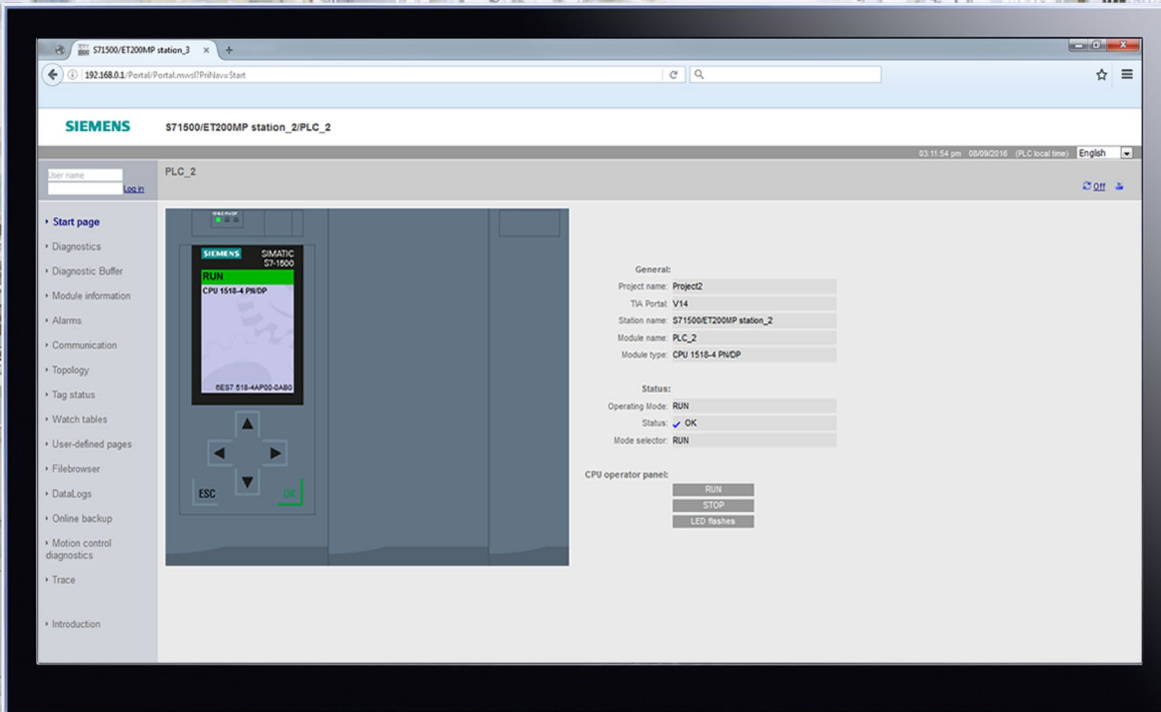 S71500/ET200MP station_3 × +
192.168.0.1/Portal/Portal.mwsl?PriNav=Start
SIEMENS S71500/ET200MP station_2/PLC_2
03:11:54 pm 08/09/2016 (PLC local time) English
User name
Log in
PLC_2
Off
Start page
Diagnostics
Diagnostic Buffer
Module information
Alarms
Communication
Topology
Tag status
Watch tables
User-defined pages
Filebrowser
DataLogs
Online backup
Motion control
diagnostics
Trace
Introduction
SIEMENS SIMATIC
S7-1500
RUN
CPU 1518-4 PN/DP
6ES7 518-4AP00-0AB0
ESC OK
General:
Project name: Project2
TIA Portal: V14
Station name: S71500/ET200MP station_2
Module name: PLC_2
Module type: CPU 1518-4 PN/DP
Status:
Operating Mode: RUN
Status: OK
Mode selector: RUN
CPU operator panel:
RUN
STOP
LED flashes